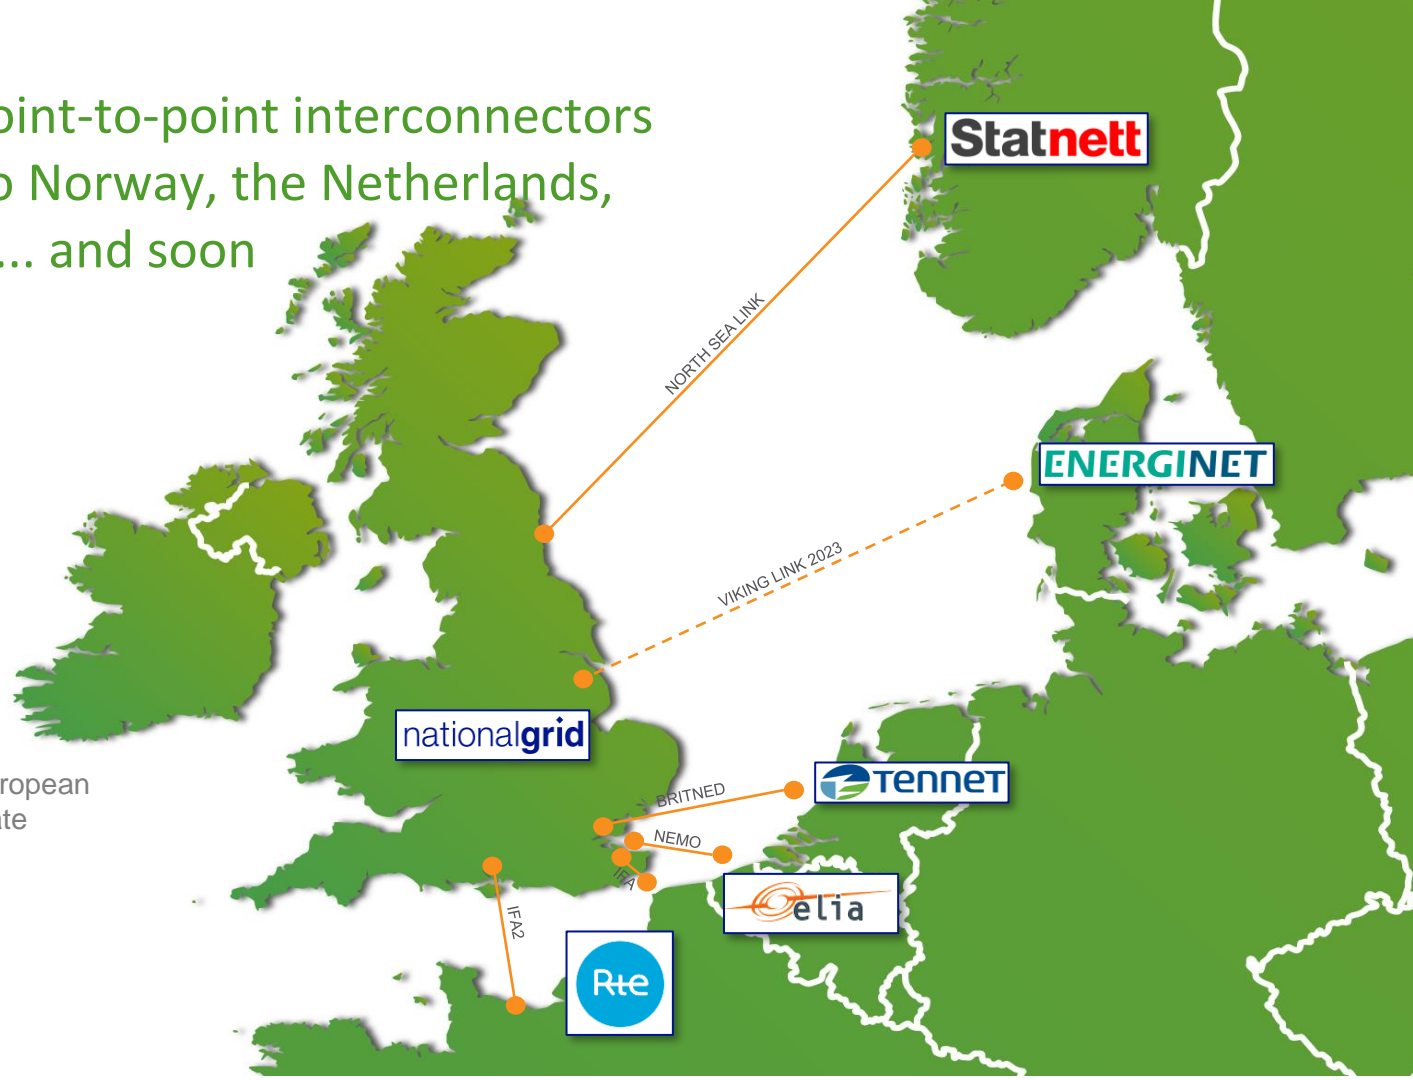 oint-to-point interconnectors
o Norway, the Netherlands,
... and soon
Statnett
NORTH SEA LINK
ENERGINET
VIKING LINK 2023
nationalgrid
ropean
te
TENNET
BRITNED
NEMO
IFA
elia
IFA2
Rte